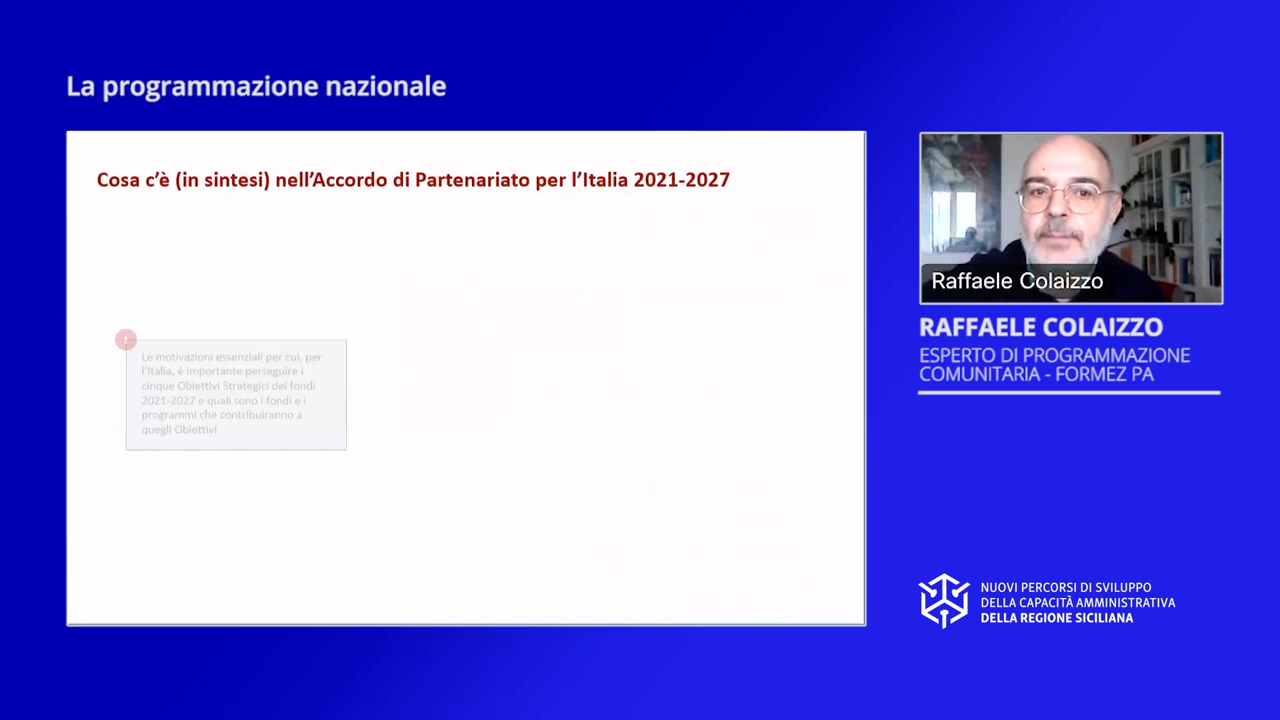 La programmazione nazionale
Cosa c'è (in sintesi) nell'Accordo di Partenariato per l'Italia 2021-2027
1
Le motivazioni essenziali per cui, per
l'Italia, è importante perseguire i
cinque Obiettivi Strategici dei fondi
2021-2027 e quali sono i fondi e i
programmi che contribuiranno a
quegli Obiettivi
Raffaele Colaizzo
RAFFAELE COLAIZZO
ESPERTO DI PROGRAMMAZIONE
COMUNITARIA - FORMEZ PA
NUOVI PERCORSI DI SVILUPPO
DELLA CAPACITÀ AMMINISTRATIVA
DELLA REGIONE SICILIANA